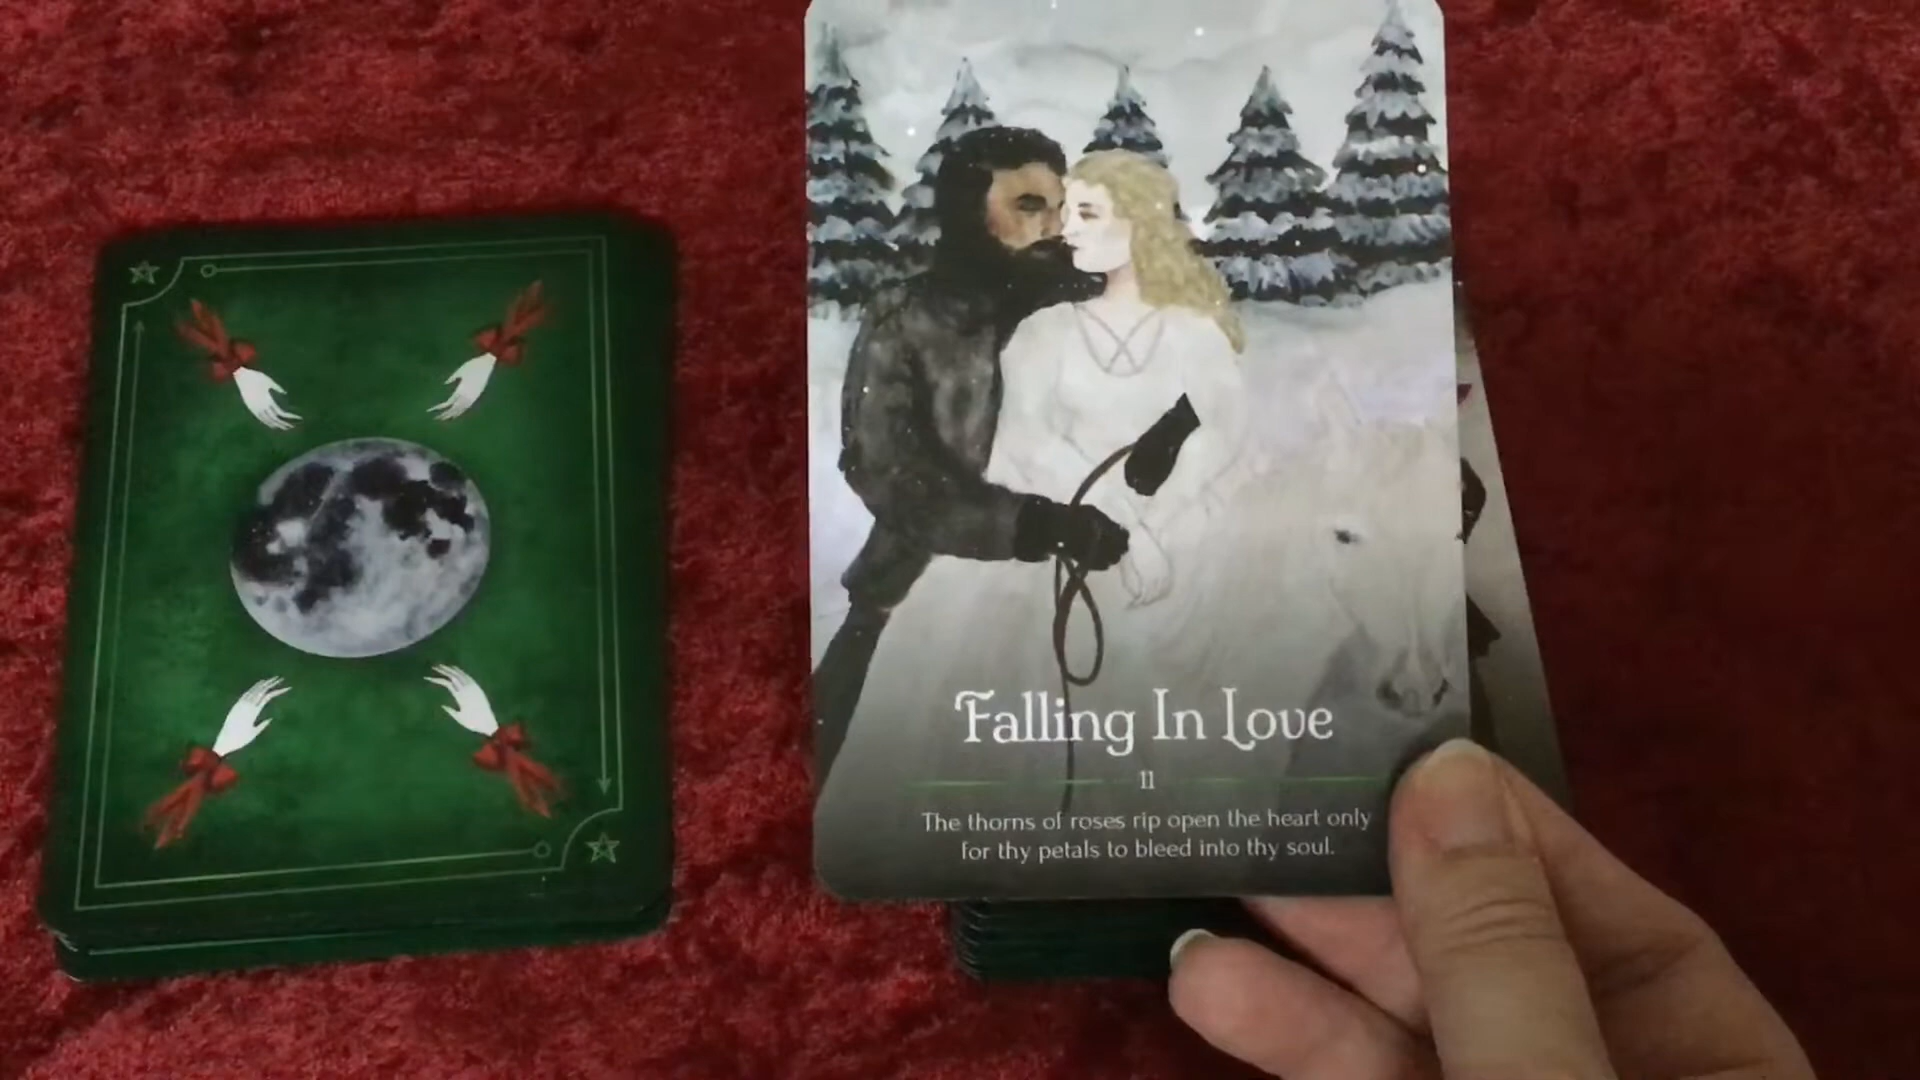 Falling In Love
11
The thorns of roses rip open the heart only
for thy petals to bleed into thy soul.